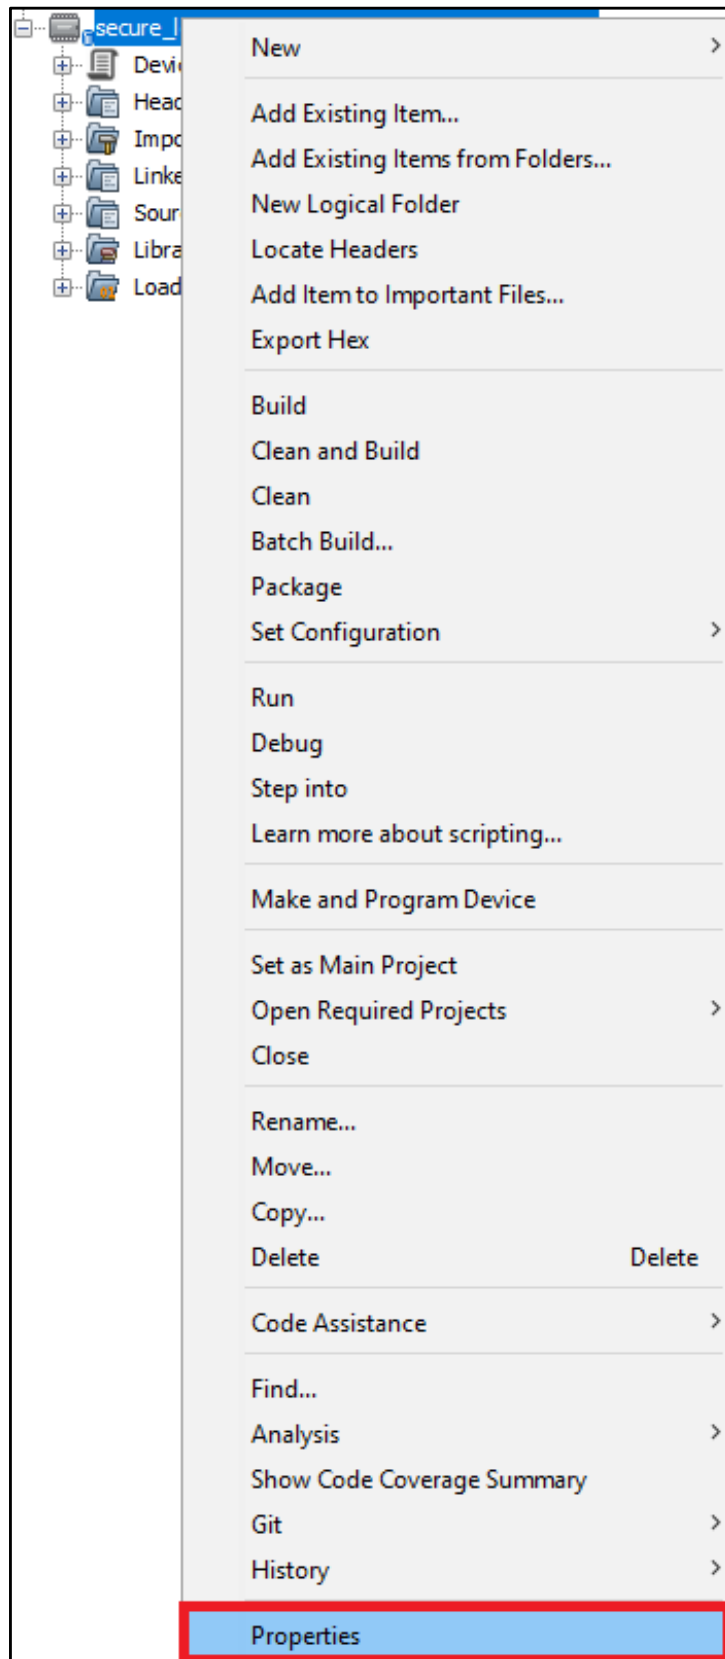 secure_l
Devi
Head
Impo
Linke
Sour
Libra
Load
New
Add Existing Item...
Add Existing Items from Folders...
New Logical Folder
Locate Headers
Add Item to Important Files...
Export Hex
Build
Clean and Build
Clean
Batch Build...
Package
Set Configuration
Run
Debug
Step into
Learn more about scripting...
Make and Program Device
Set as Main Project
Open Required Projects
Close
Rename...
Move...
Copy...
Delete Delete
Code Assistance
Find...
Analysis
Show Code Coverage Summary
Git
History
Properties